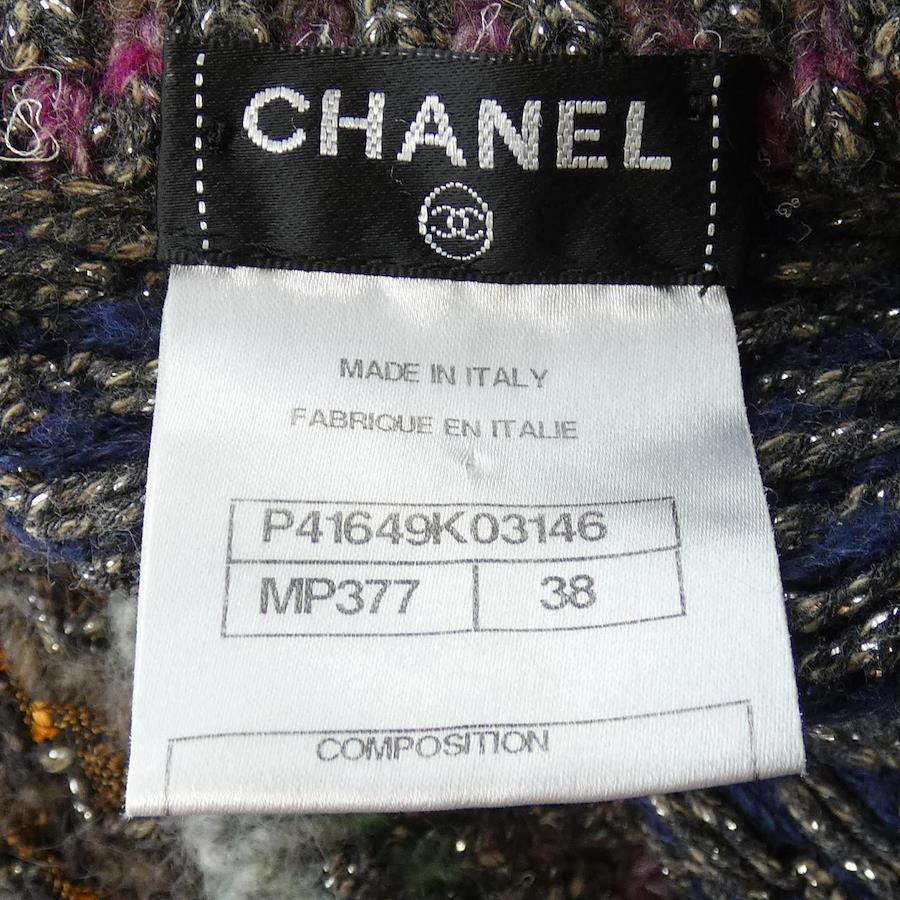 CHANEL
MADE IN ITALY
FABRIQUE EN ITALIE
P41649K03146
MP377 38
COMPOSITION